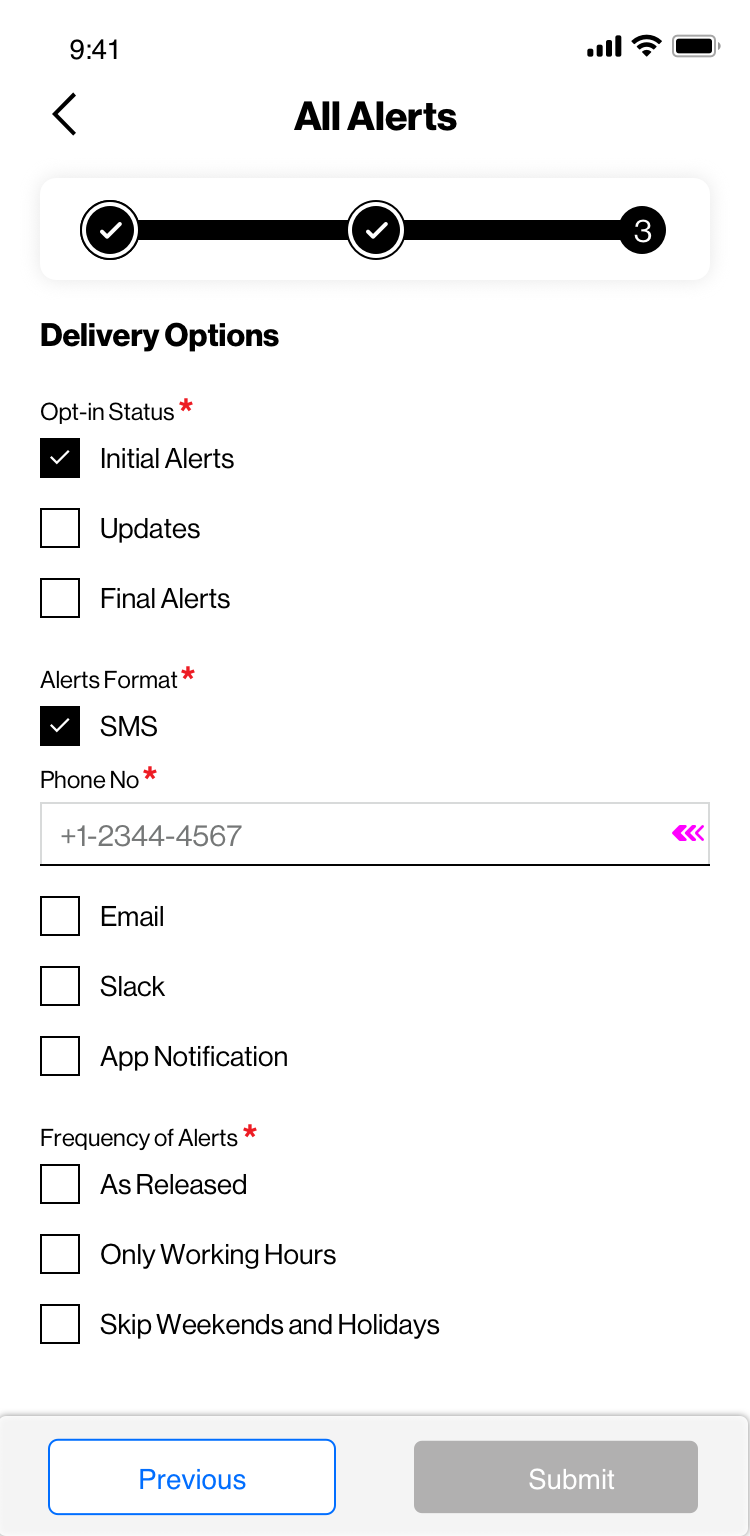 9:41
All Alerts
3
Delivery Options
Opt-in Status *
Initial Alerts
Updates
Final Alerts
Alerts Format *
SMS
Phone No *
+1-2344-4567
Email
Slack
App Notification
Frequency of Alerts *
As Released
Only Working Hours
Skip Weekends and Holidays
Previous Submit